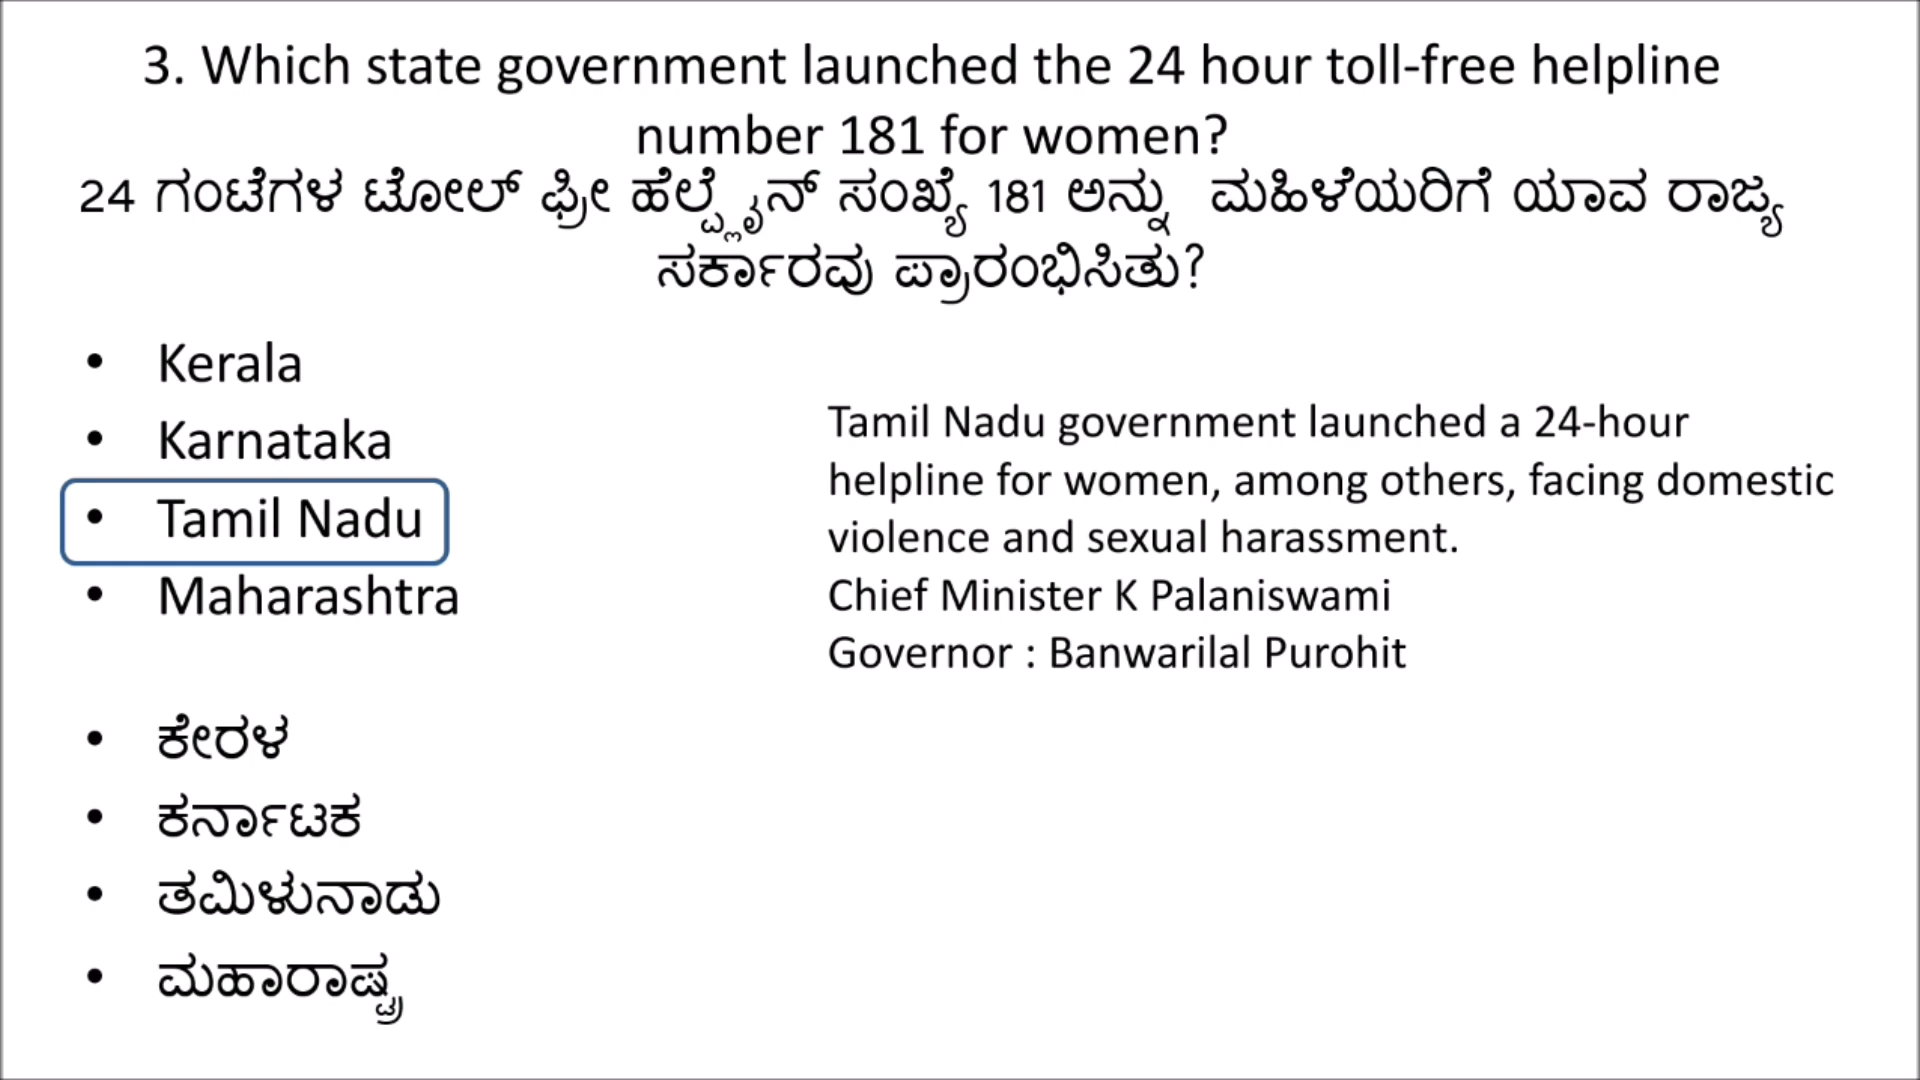 3. Which state government launched the 24 hour toll-free helpline
number 181 for women?
24 ಗಂಟೆಗಳ ಟೋಲ್ ಫ್ರೀ ಹೆಲ್ಪ್ಲೈನ್ ಸಂಖ್ಯೆ 181 ಅನ್ನು ಮಹಿಳೆಯರಿಗೆ ಯಾವ ರಾಜ್ಯ
ಸರ್ಕಾರವು ಪ್ರಾರಂಭಿಸಿತು?
• Kerala
• Karnataka
• Tamil Nadu
• Maharashtra
Tamil Nadu government launched a 24-hour
helpline for women, among others, facing domestic
violence and sexual harassment.
Chief Minister K Palaniswami
Governor : Banwarilal Purohit
• ಕೇರಳ
• ಕರ್ನಾಟಕ
• ತಮಿಳುನಾಡು
• ಮಹಾರಾಷ್ಟ್ರ